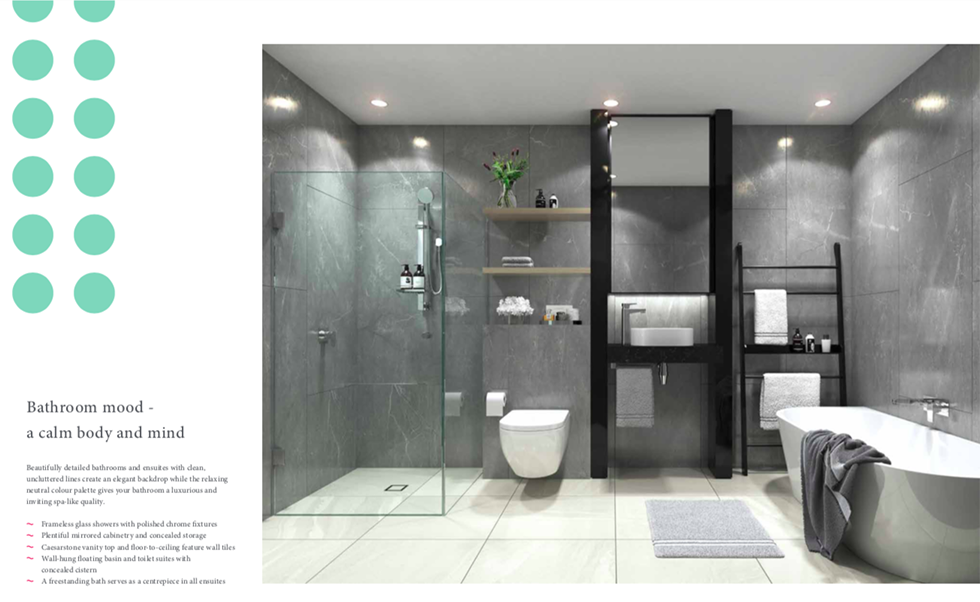 Bathroom mood -
a calm body and mind
Beautifully detailed bathrooms and ensuites with clean,
uncluttered lines create an elegant backdrop while the relaxing
neutral colour palette gives your bathroom a luxurious and
inviting spa-like quality.
~ Frameless glass showers with polished chrome fixtures
~ Plentiful mirrored cabinetry and concealed storage
~ Caesarstone vanity top and floor-to-ceiling feature wall tiles
~ Wall-hung floating basin and toilet suites with
concealed cistern
~ A freestanding bath serves as a centrepiece in all ensuites